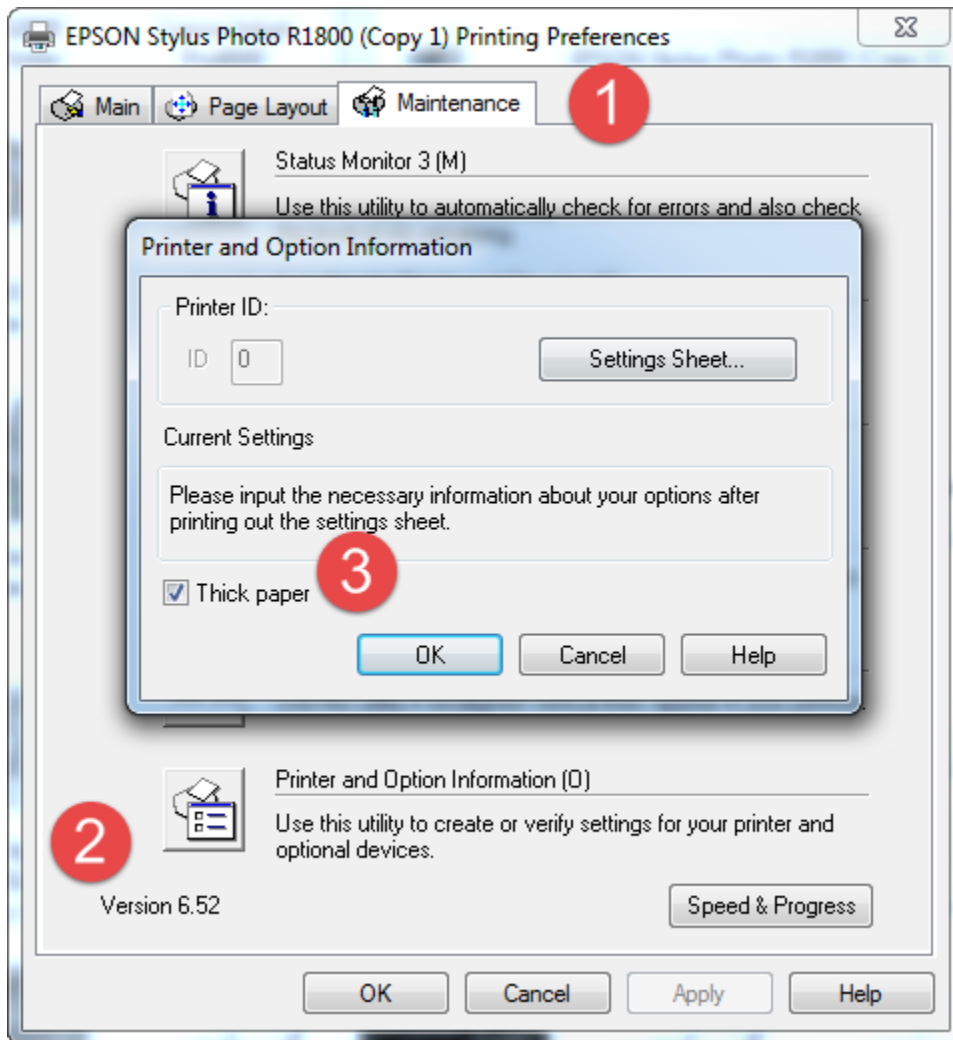 EPSON Stylus Photo R1800 (Copy 1) Printing Preferences
Main
Page Layout
Maintenance
1
Status Monitor 3 (M)
Use this utility to automatically check for errors and also check
Printer and Option Information
Printer ID:
ID 0
Settings Sheet...
Current Settings
Please input the necessary information about your options after
printing out the settings sheet.
3
Thick paper
OK
Cancel
Help
Printer and Option Information (O)
Use this utility to create or verify settings for your printer and
optional devices.
2
Version 6.52
Speed & Progress
OK
Cancel
Apply
Help